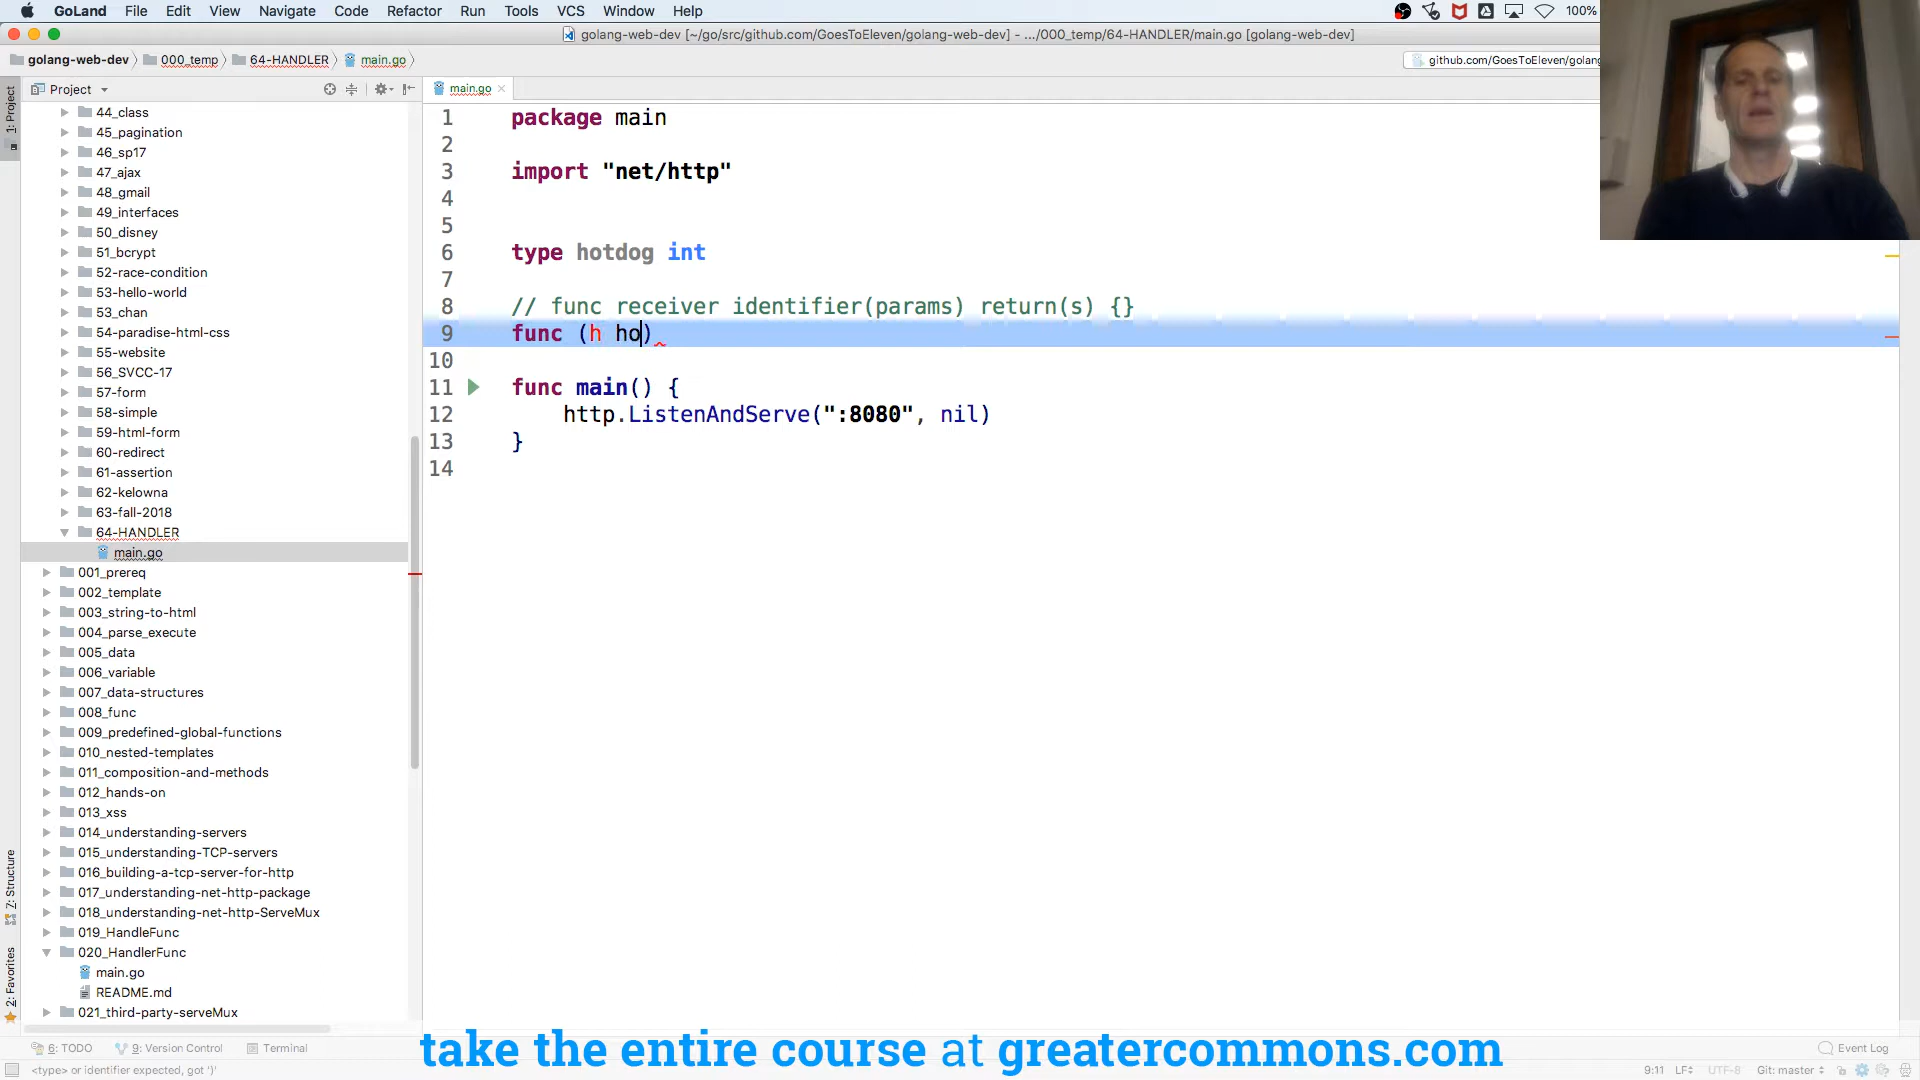 GoLand File Edit View Navigate Code Refactor Run Tools VCS Window Help 100%
golang-web-dev [~/go/src/github.com/GoesToEleven/golang-web-dev] - .../000_temp/64-HANDLER/main.go [golang-web-dev]
golang-web-dev 000_temp 64-HANDLER main.go github.com/GoesToEleven/golang
1: Project
Project
main.go
44_class
45_pagination
46_sp17
47_ajax
48_gmail
49_interfaces
50_disney
51_bcrypt
52-race-condition
53-hello-world
53_chan
54-paradise-html-css
55-website
56_SVCC-17
57-form
58-simple
59-html-form
60-redirect
61-assertion
62-kelowna
63-fall-2018
64-HANDLER
main.go
001_prereq
002_template
003_string-to-html
004_parse_execute
005_data
006_variable
007_data-structures
008_func
009_predefined-global-functions
010_nested-templates
011_composition-and-methods
012_hands-on
013_xss
014_understanding-servers
015_understanding-TCP-servers
016_building-a-tcp-server-for-http
017_understanding-net-http-package
018_understanding-net-http-ServeMux
019_HandleFunc
020_HandlerFunc
main.go
README.md
021_third-party-serveMux
7: Structure
2: Favorites
1 package main
2
3 import "net/http"
4
5
6 type hotdog int
7
8 // func receiver identifier(params) return(s) {}
9 func (h ho)
10
11 func main() {
12 http.ListenAndServe(":8080", nil)
13 }
14
6: TODO 9: Version Control Terminal Event Log
take the entire course at greatercommons.com
<type> or identifier expected, got ')' 9:11 LF UTF-8 Git: master